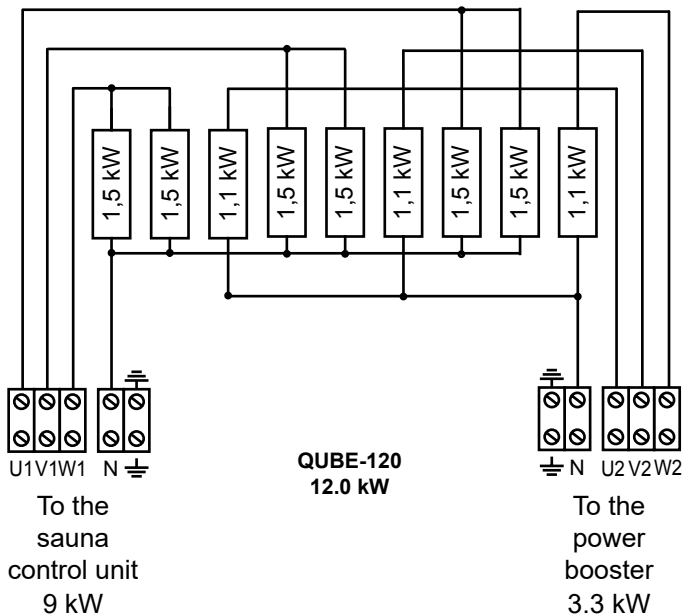 1,5 kW
1,5 kW
1,1 kW
1,5 kW
1,5 kW
1,1 kW
1,5 kW
1,5 kW
1,1 kW
U1 V1 W1 N
N U2 V2 W2
QUBE-120
12.0 kW
To the
sauna
control unit
9 kW
To the
power
booster
3.3 kW